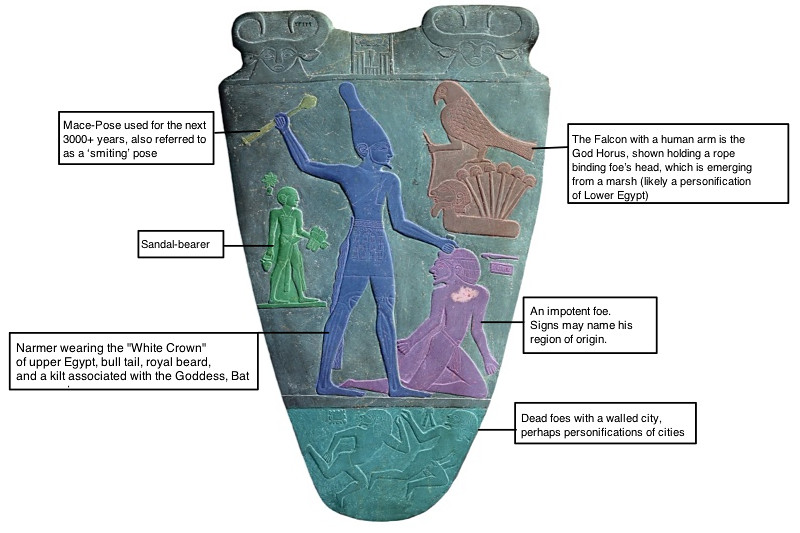 Mace-Pose used for the next
3000+ years, also referred to
as a 'smiting' pose
The Falcon with a human arm is the
God Horus, shown holding a rope
binding foe's head, which is emerging
from a marsh (likely a personification
of Lower Egypt)
Sandal-bearer
An impotent foe.
Signs may name his
region of origin.
Narmer wearing the "White Crown"
of upper Egypt, bull tail, royal beard,
and a kilt associated with the Goddess, Bat
Dead foes with a walled city,
perhaps personifications of cities